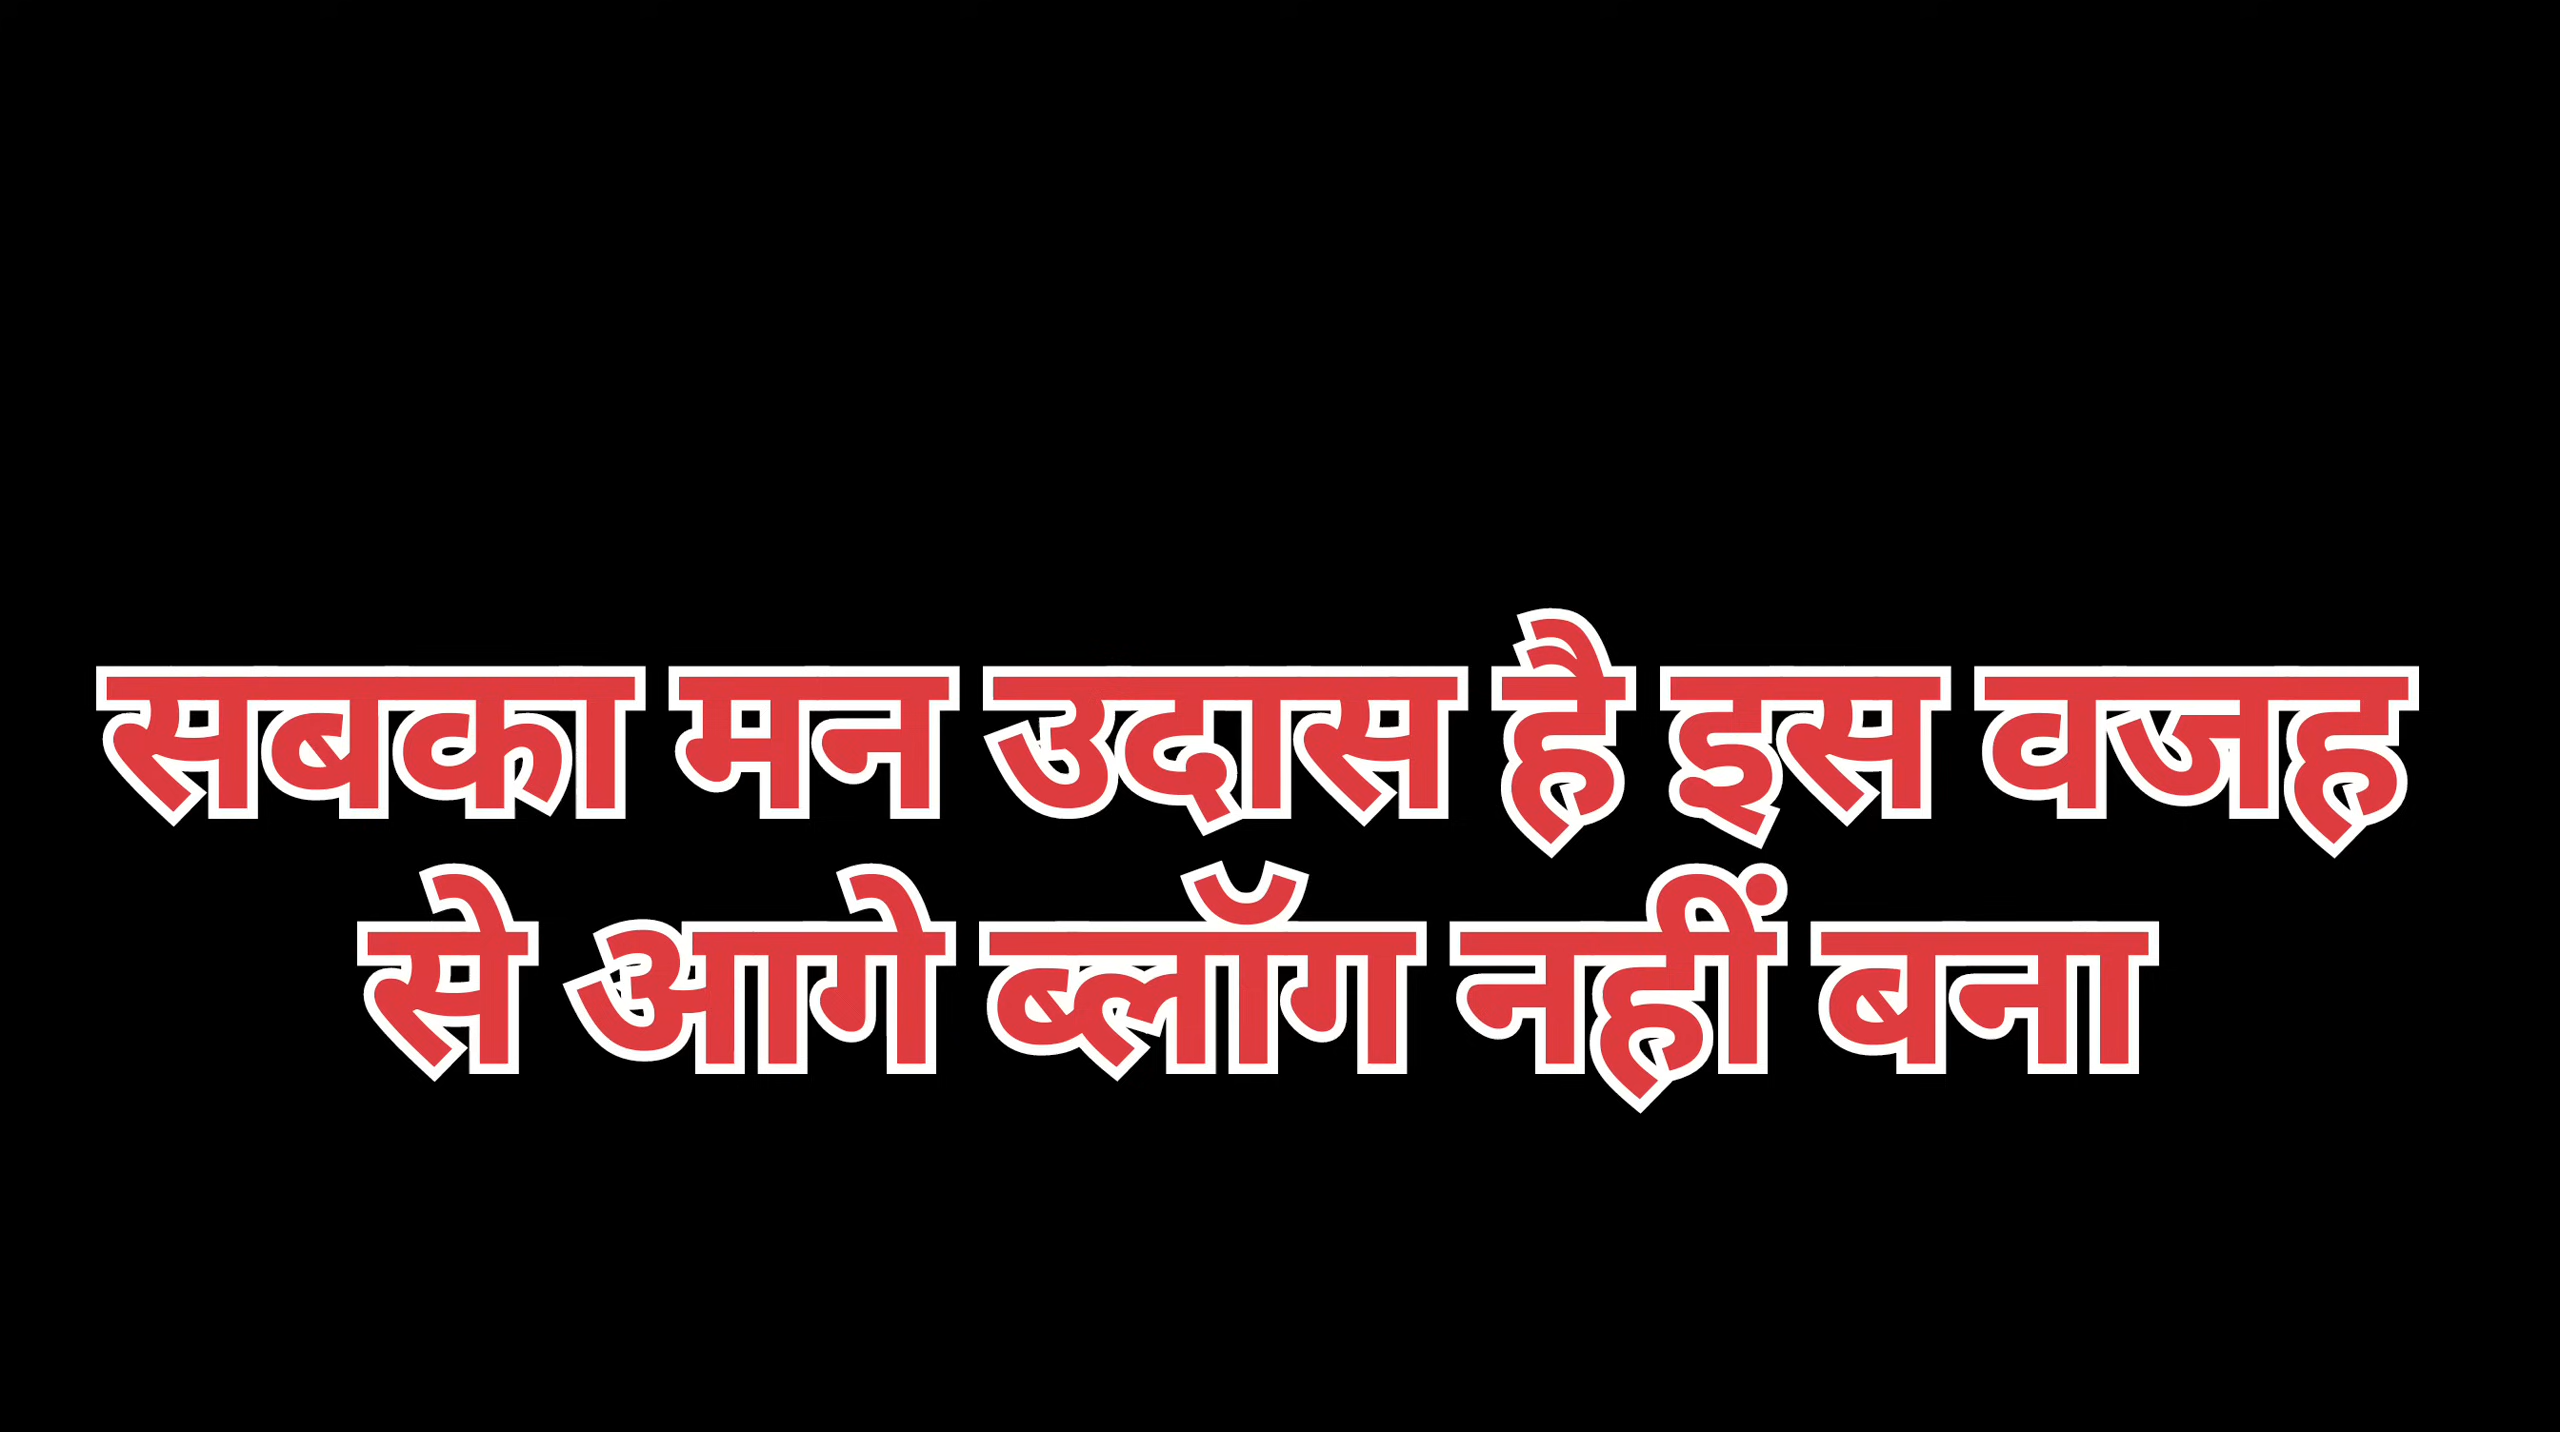 सबका मन उदास है इस वजह
से आगे ब्लॉग नहीं बना